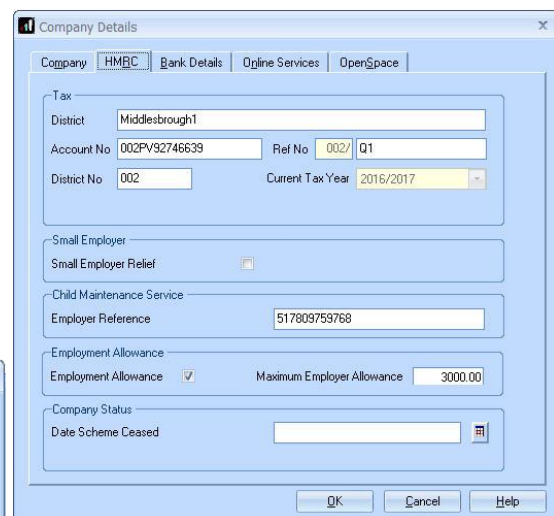 Company Details
Company HMRC Bank Details Online Services OpenSpace
Tax
District Middlesbrough1
Account No 002PV92746639 Ref No 002/ Q1
District No 002 Current Tax Year 2016/2017
Small Employer
Small Employer Relief
Child Maintenance Service
Employer Reference 517809759768
Employment Allowance
Employment Allowance Maximum Employer Allowance 3000.00
Company Status
Date Scheme Ceased
OK Cancel Help